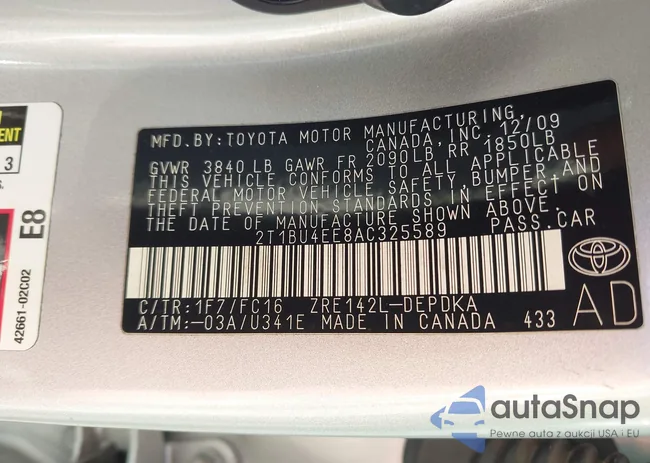 MFD. BY: TOYOTA MOTOR MANUFACTURING,
CANADA, INC. 12/09
GVWR 3840 LB GAWR FR 2090LB, RR 1850LB
THIS VEHICLE CONFORMS TO ALL APPLICABLE
FEDERAL MOTOR VEHICLE SAFETY, BUMPER AND
THEFT PREVENTION STANDARDS IN EFFECT ON
THE DATE OF MANUFACTURE SHOWN ABOVE.
2T1BU4EE8AC325589 PASS. CAR
C/TR: 1F7/FC16 ZRE142L-DEPDKA
A/TM:-03A/U341E MADE IN CANADA 433
AD
3
E8
42661-02C02
autaSnap
Pewne auta z aukcji USA i EU